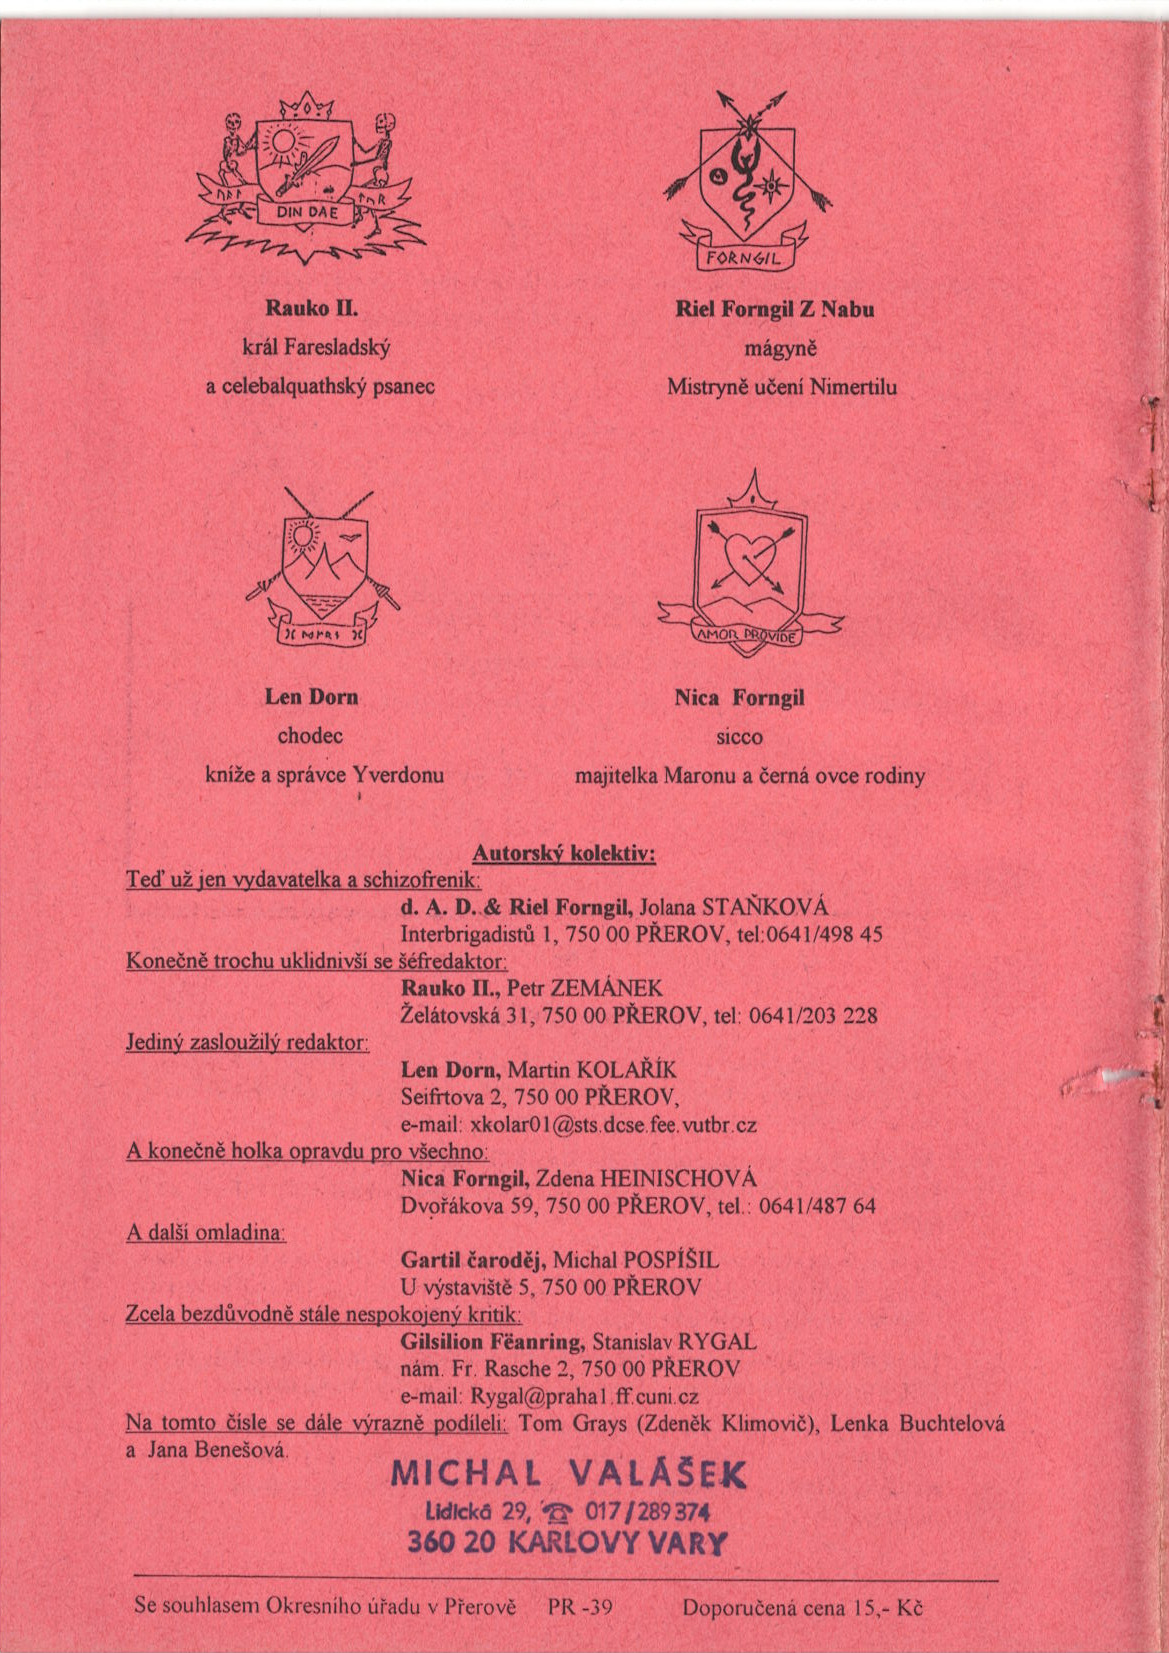 DIN DAE
FORNGIL
Rauko II.
král Faresladský
a celebalquathský psanec
Riel Forngil Z Nabu
mágyně
Mistryně učení Nimertilu
AMOR PROVIDE
Len Dorn
chodec
kníže a správce Yverdonu
Nica Forngil
sicco
majitelka Maronu a černá ovce rodiny
Autorský kolektiv:
Teď už jen vydavatelka a schizofrenik:
d. A. D. & Riel Forngil, Jolana STAŇKOVÁ
Interbrigadistů 1, 750 00 PŘEROV, tel:0641/498 45
Konečně trochu uklidnivší se šéfredaktor:
Rauko II., Petr ZEMÁNEK
Želátovská 31, 750 00 PŘEROV, tel: 0641/203 228
Jediný zasloužilý redaktor:
Len Dorn, Martin KOLAŘÍK
Seifrtova 2, 750 00 PŘEROV,
e-mail: xkolar01@sts.dcse.fee.vutbr.cz
A konečně holka opravdu pro všechno:
Nica Forngil, Zdena HEINISCHOVÁ
Dvořákova 59, 750 00 PŘEROV, tel.: 0641/487 64
A další omladina:
Gartil čaroděj, Michal POSPÍŠIL
U výstaviště 5, 750 00 PŘEROV
Zcela bezdůvodně stále nespokojený kritik:
Gilsilion Fëanring, Stanislav RYGAL
nám. Fr. Rasche 2, 750 00 PŘEROV
e-mail: Rygal@praha1.ff.cuni.cz
Na tomto čísle se dále výrazně podíleli: Tom Grays (Zdeněk Klimovič), Lenka Buchtelová
a Jana Benešová.
MICHAL VALÁŠEK
Lidická 29, ☎ 017/289374
360 20 KARLOVY VARY
Se souhlasem Okresního úřadu v Přerově PR -39 Doporučená cena 15,- Kč